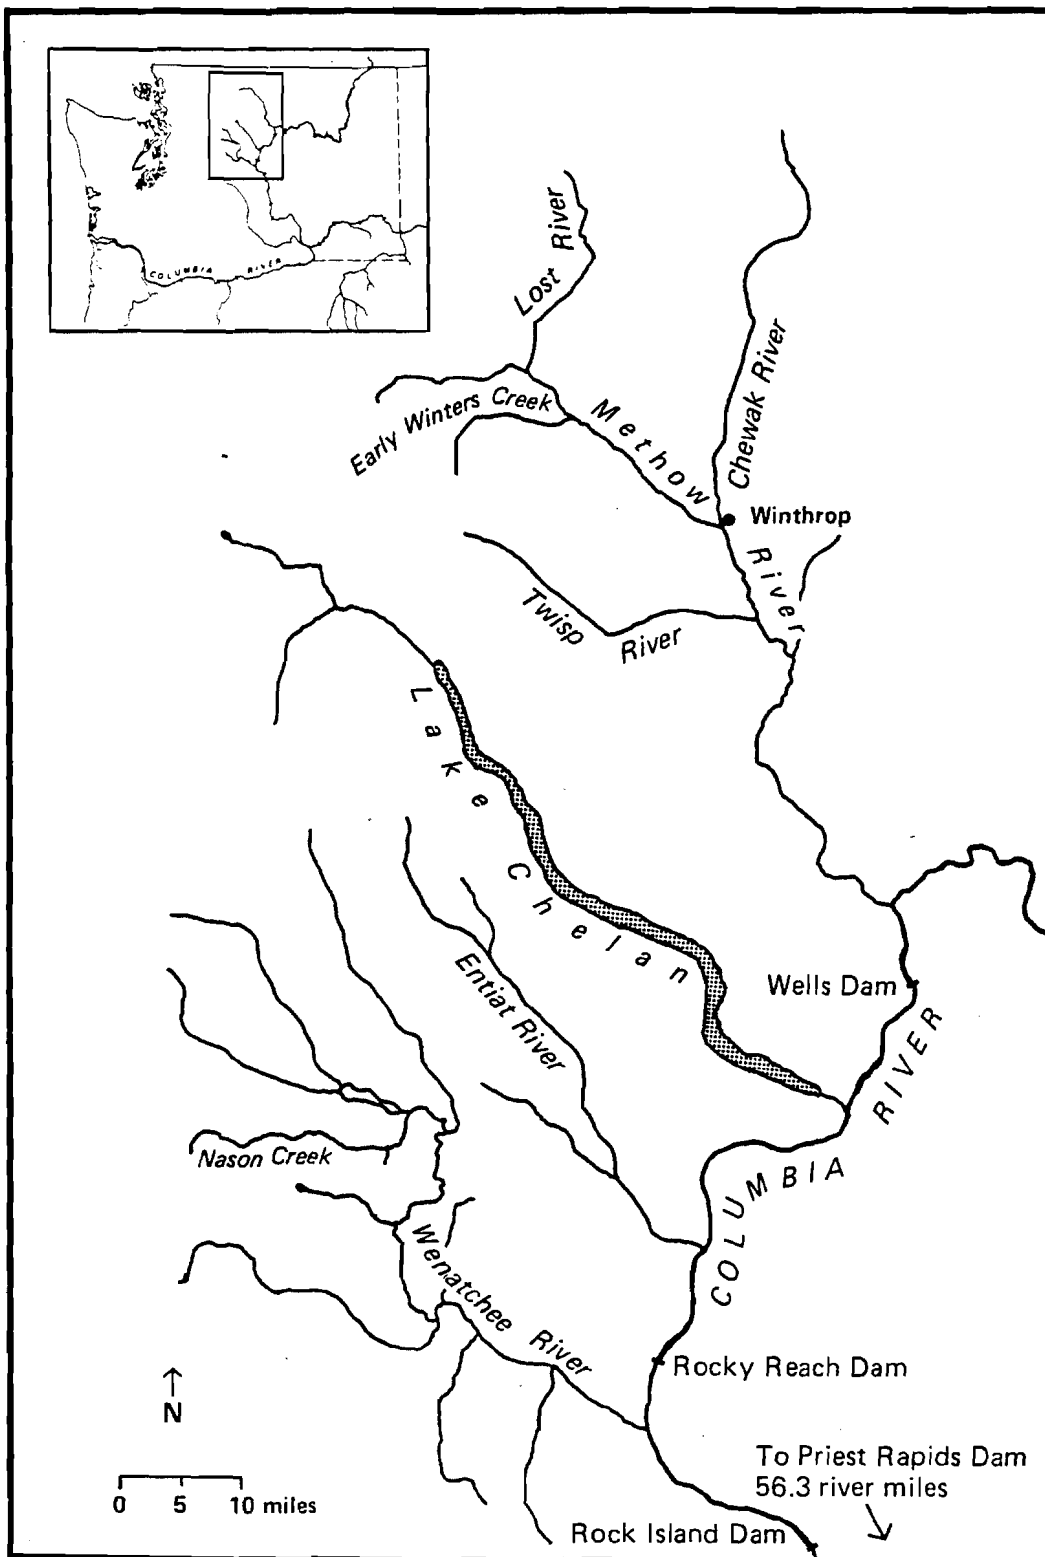 COLUMBIA RIVER
Lost River
Chewak River
Early Winters Creek
Methow River
Winthrop
Twisp River
Lake Chelan
Entiat River
Wells Dam
COLUMBIA RIVER
Nason Creek
Wenatchee River
Rocky Reach Dam
N
To Priest Rapids Dam
56.3 river miles
0 5 10 miles
Rock Island Dam